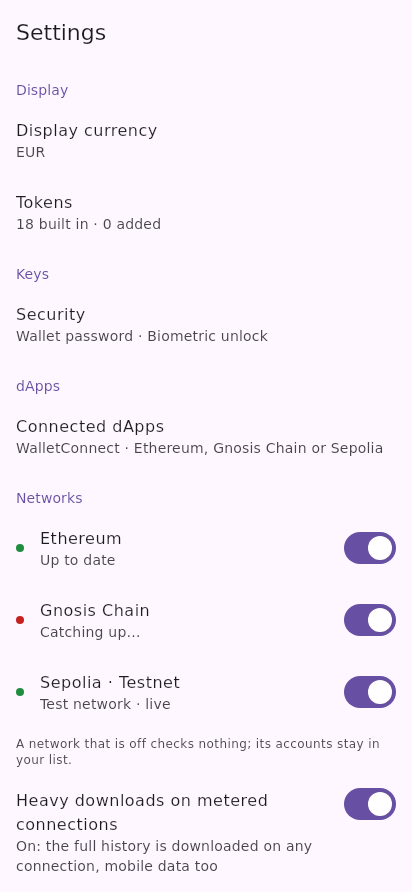 Settings
Display
Display currency
EUR
Tokens
18 built in · 0 added
Keys
Security
Wallet password · Biometric unlock
dApps
Connected dApps
WalletConnect · Ethereum, Gnosis Chain or Sepolia
Networks
Ethereum
Up to date
Gnosis Chain
Catching up…
Sepolia · Testnet
Test network · live
A network that is off checks nothing; its accounts stay in
your list.
Heavy downloads on metered
connections
On: the full history is downloaded on any
connection, mobile data too